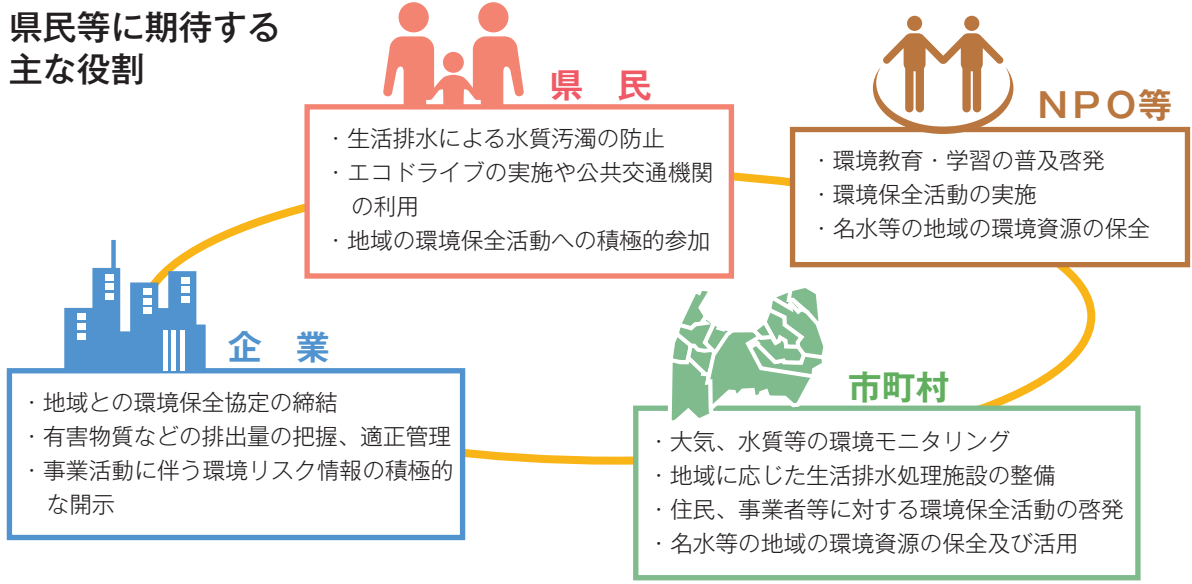 県民等に期待する
主な役割
県　民
・生活排水による水質汚濁の防止
・エコドライブの実施や公共交通機関
の利用
・地域の環境保全活動への積極的参加
ＮＰＯ等
・環境教育・学習の普及啓発
・環境保全活動の実施
・名水等の地域の環境資源の保全
企　業
・地域との環境保全協定の締結
・有害物質などの排出量の把握、適正管理
・事業活動に伴う環境リスク情報の積極的
な開示
市町村
・大気、水質等の環境モニタリング
・地域に応じた生活排水処理施設の整備
・住民、事業者等に対する環境保全活動の啓発
・名水等の地域の環境資源の保全及び活用